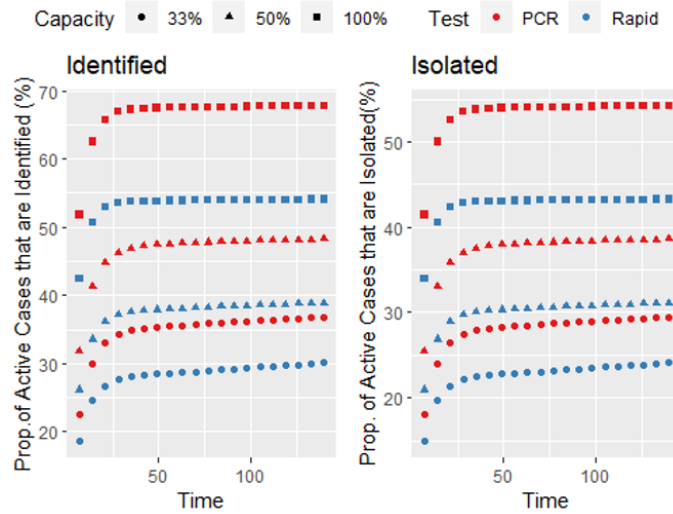 Capacity 33% 50% 100% Test PCR Rapid
Identified
Prop.of Active Cases that are Identified (%)
70
60
50
40
30
20
50 100
Time
Isolated
Prop. of Active Cases that are Isolated(%)
50
40
30
20
50 100
Time